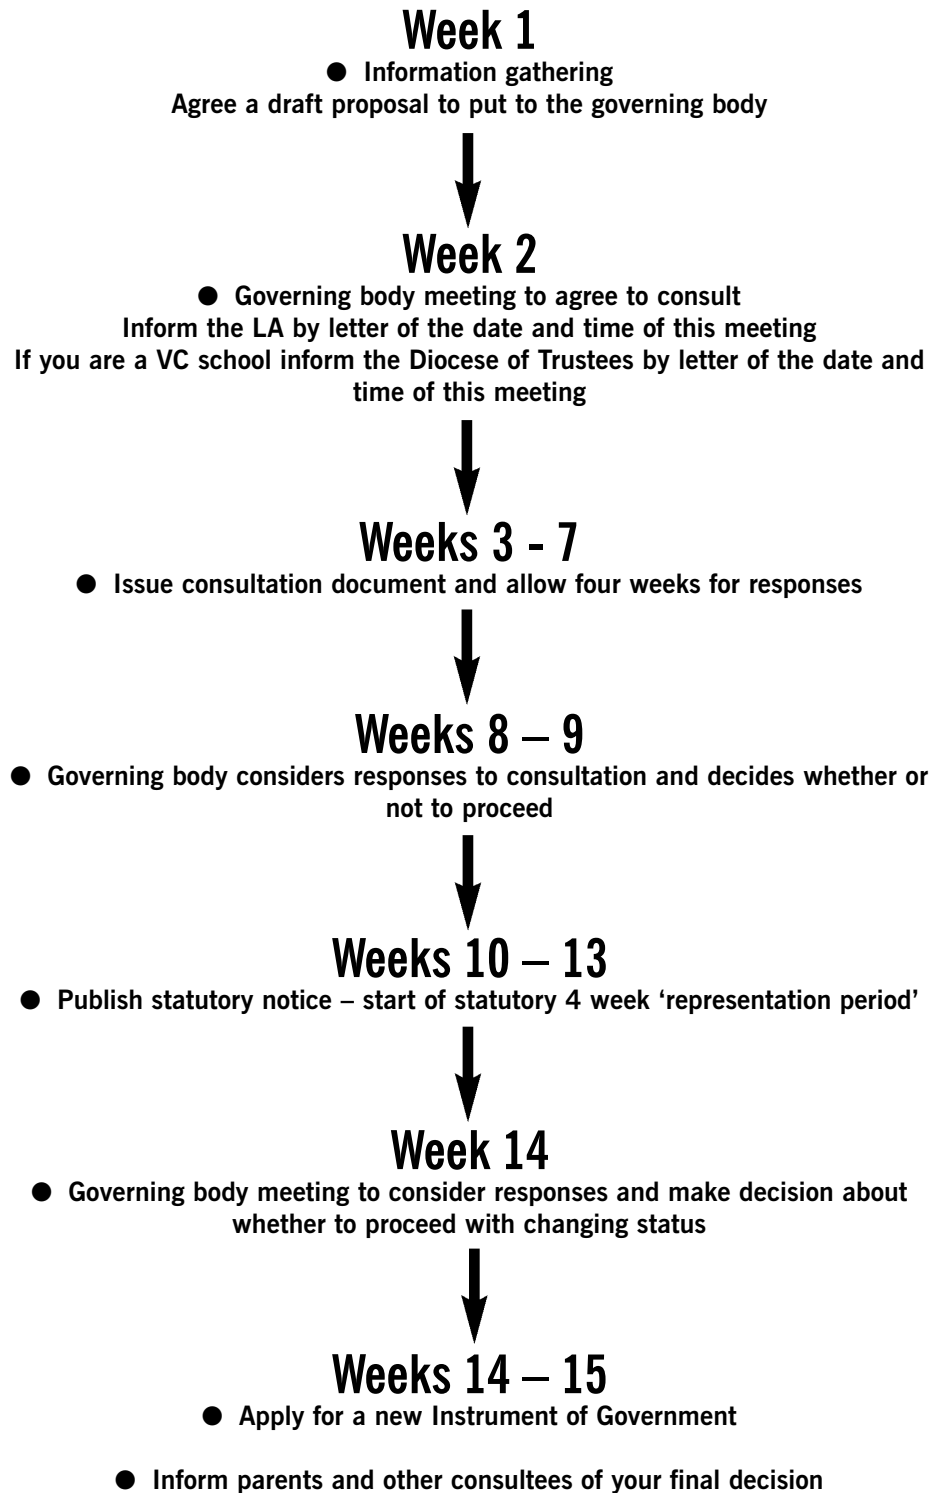 Week 1
● Information gathering
Agree a draft proposal to put to the governing body
Week 2
● Governing body meeting to agree to consult
Inform the LA by letter of the date and time of this meeting
If you are a VC school inform the Diocese of Trustees by letter of the date and
time of this meeting
Weeks 3 - 7
● Issue consultation document and allow four weeks for responses
Weeks 8 – 9
● Governing body considers responses to consultation and decides whether or
not to proceed
Weeks 10 – 13
● Publish statutory notice – start of statutory 4 week ‘representation period’
Week 14
● Governing body meeting to consider responses and make decision about
whether to proceed with changing status
Weeks 14 – 15
● Apply for a new Instrument of Government
● Inform parents and other consultees of your final decision